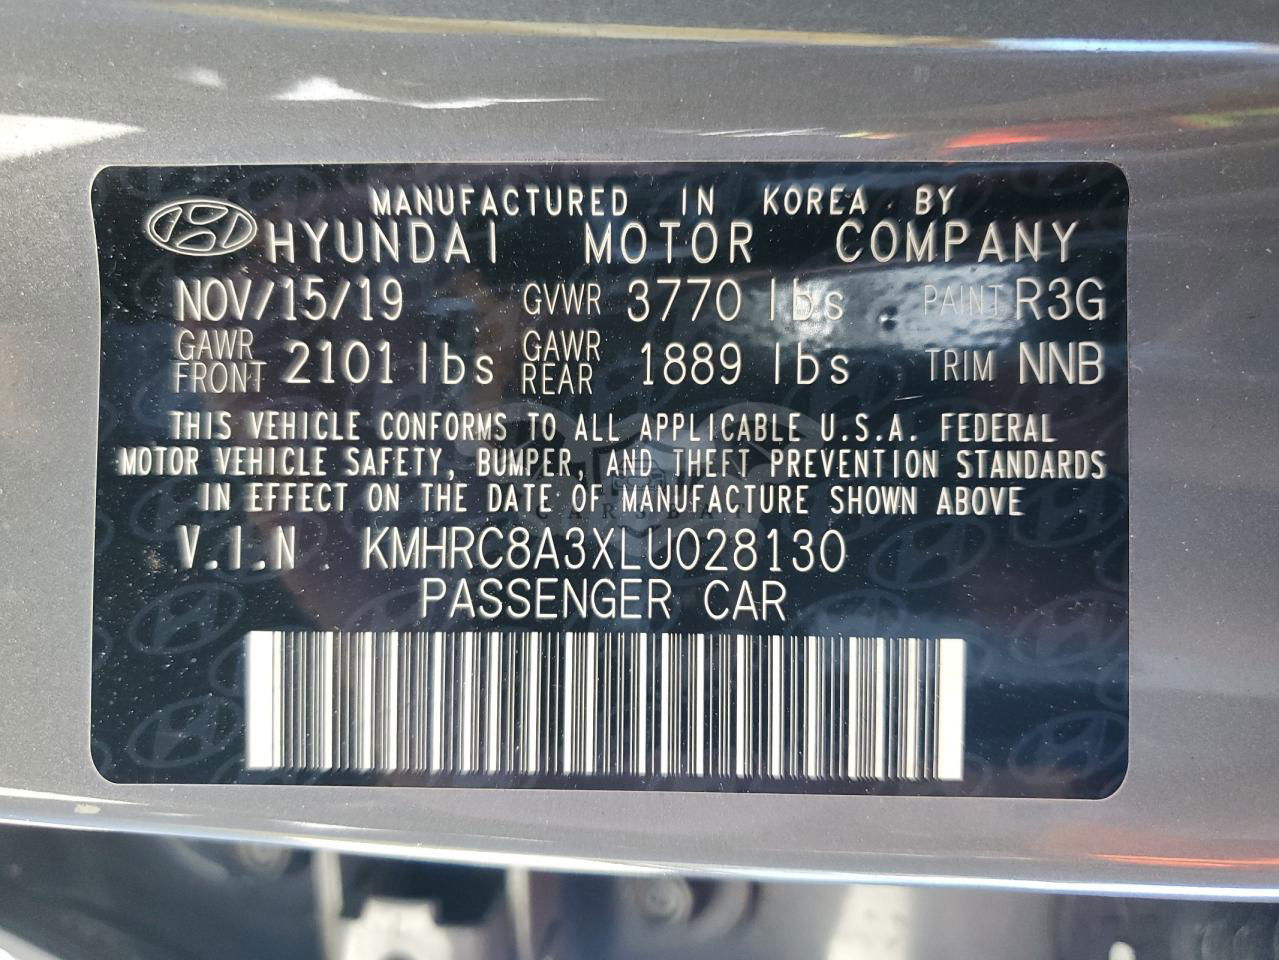 MANUFACTURED IN KOREA BY
HYUNDAI MOTOR COMPANY
NOV/15/19 GVWR 3770 lbs PAINT R3G
GAWR FRONT 2101 lbs GAWR REAR 1889 lbs TRIM NNB
THIS VEHICLE CONFORMS TO ALL APPLICABLE U.S.A. FEDERAL
MOTOR VEHICLE SAFETY, BUMPER, AND THEFT PREVENTION STANDARDS
IN EFFECT ON THE DATE OF MANUFACTURE SHOWN ABOVE
CARSBAT
V.I.N. KMHRC8A3XLU028130
PASSENGER CAR